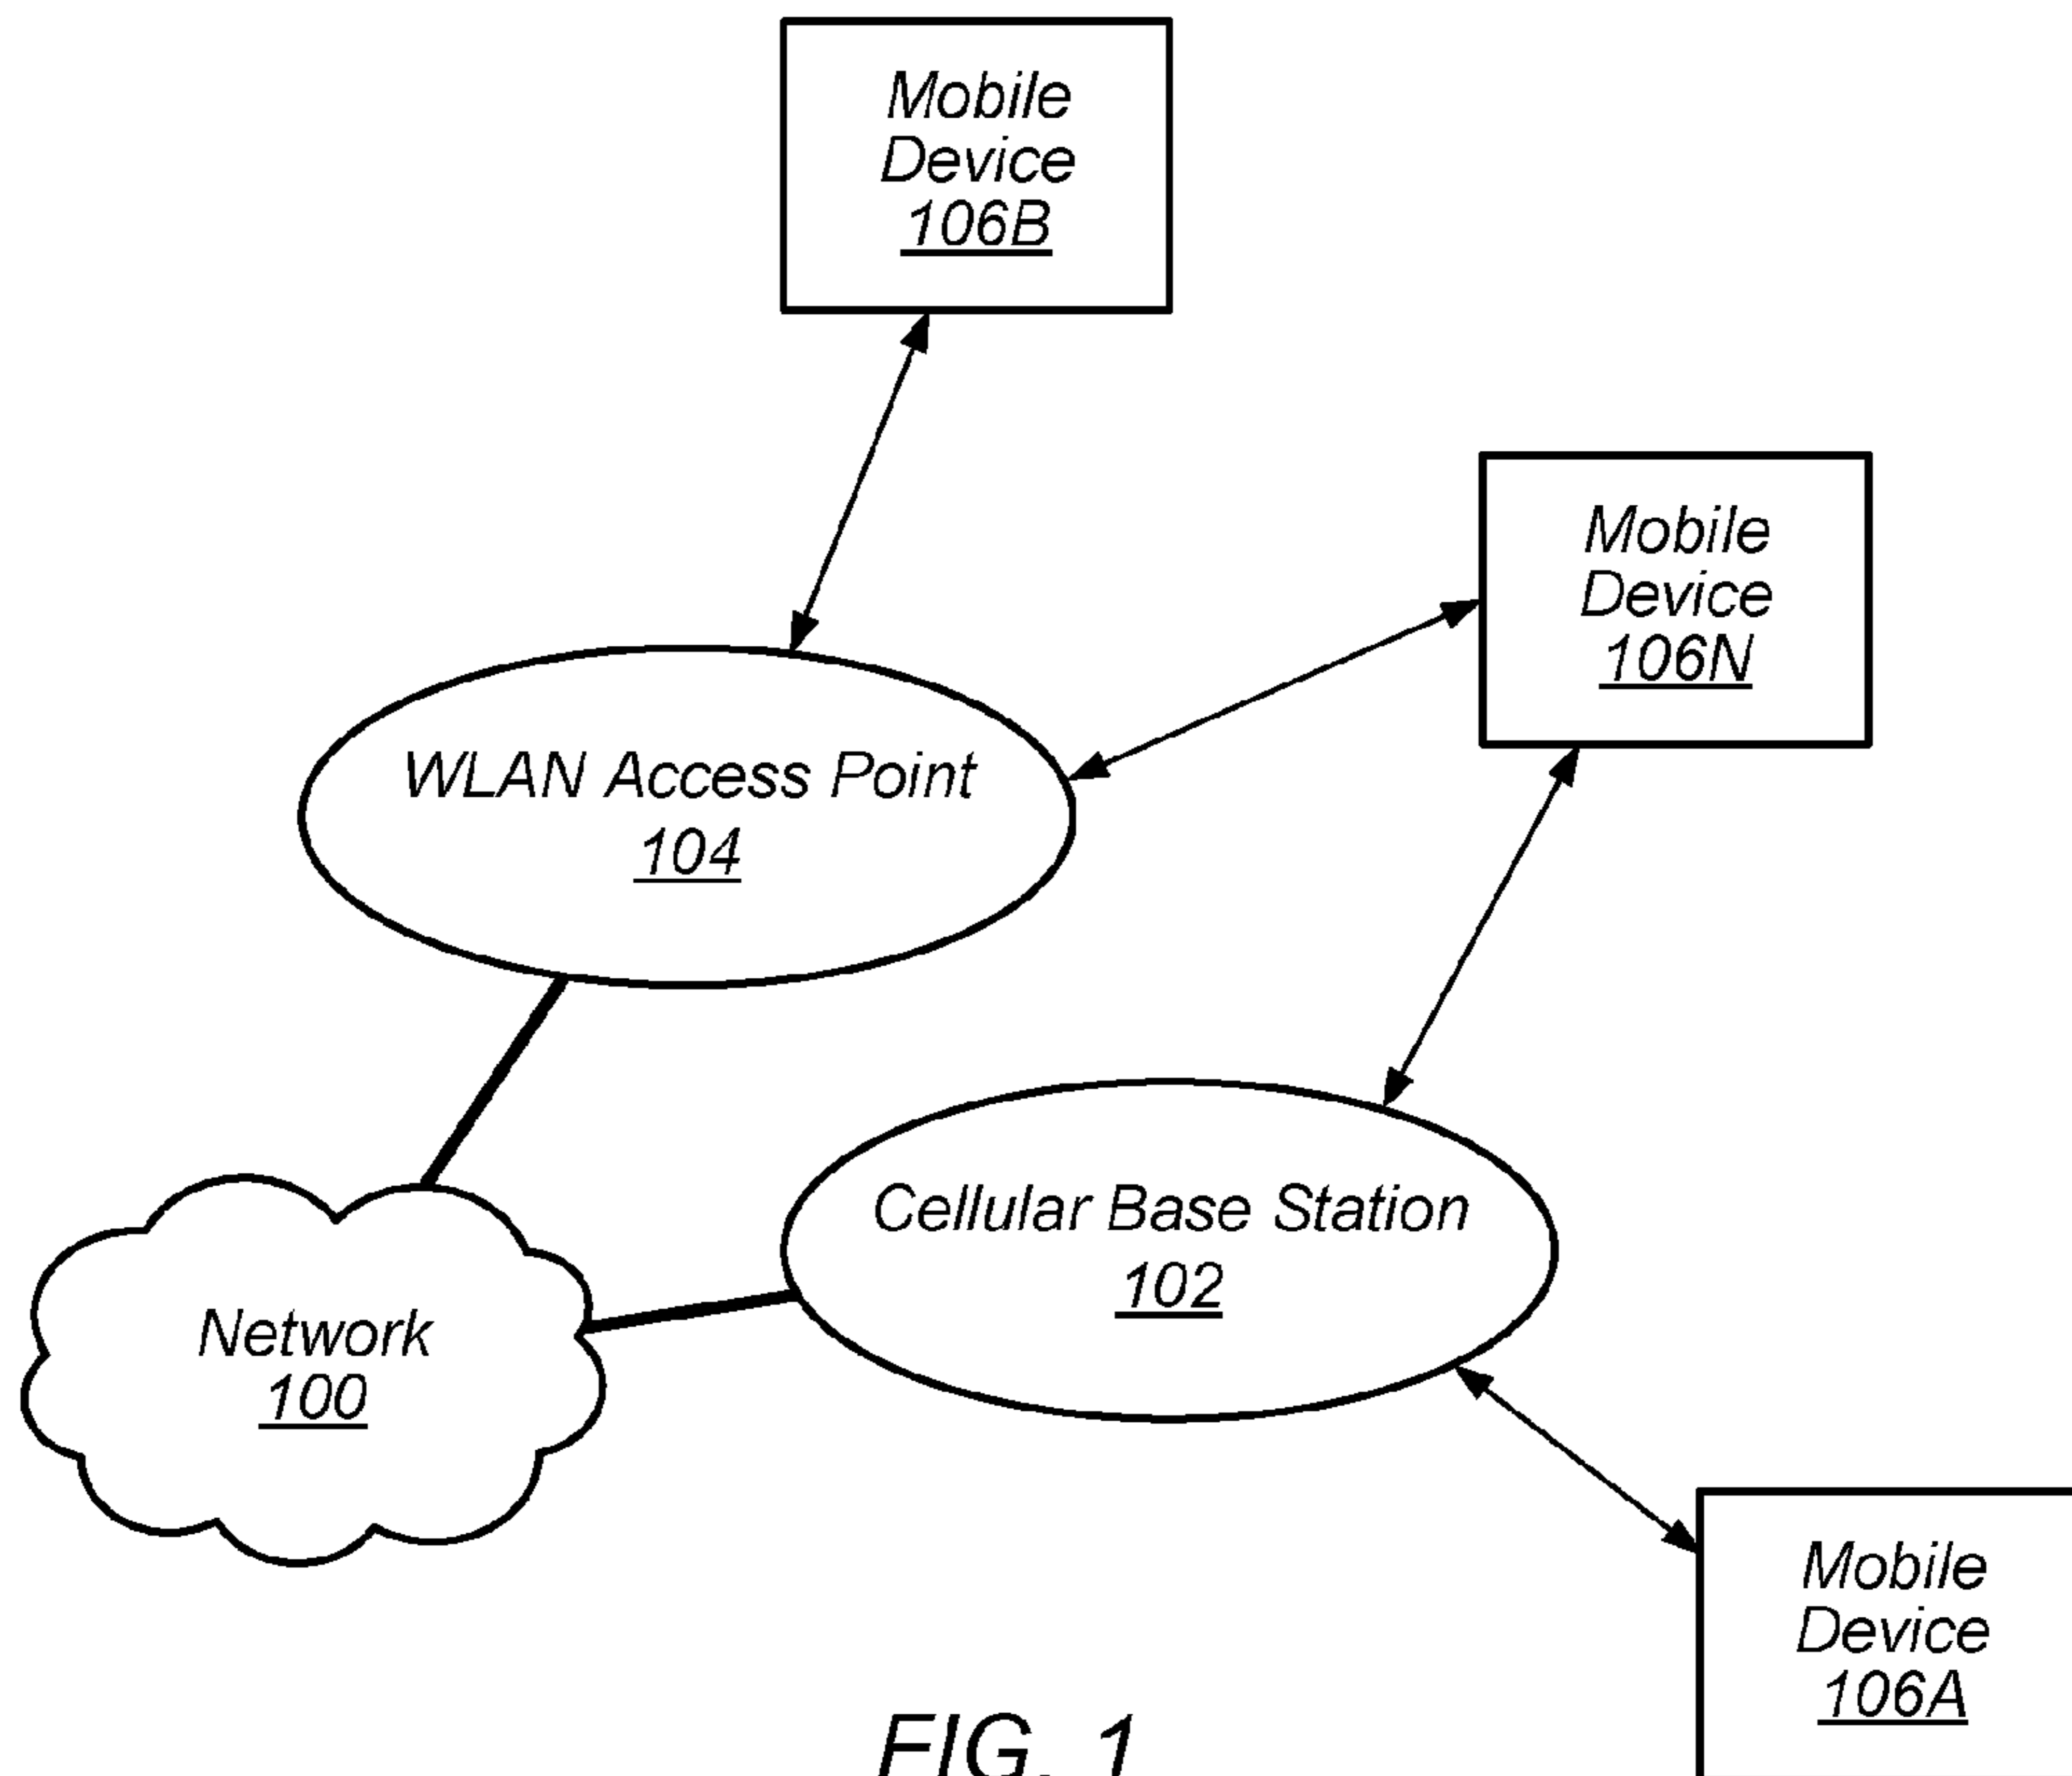 Mobile
Device
106B
Mobile
Device
106N
WLAN Access Point
104
Cellular Base Station
102
Network
100
Mobile
Device
106A
FIG. 1